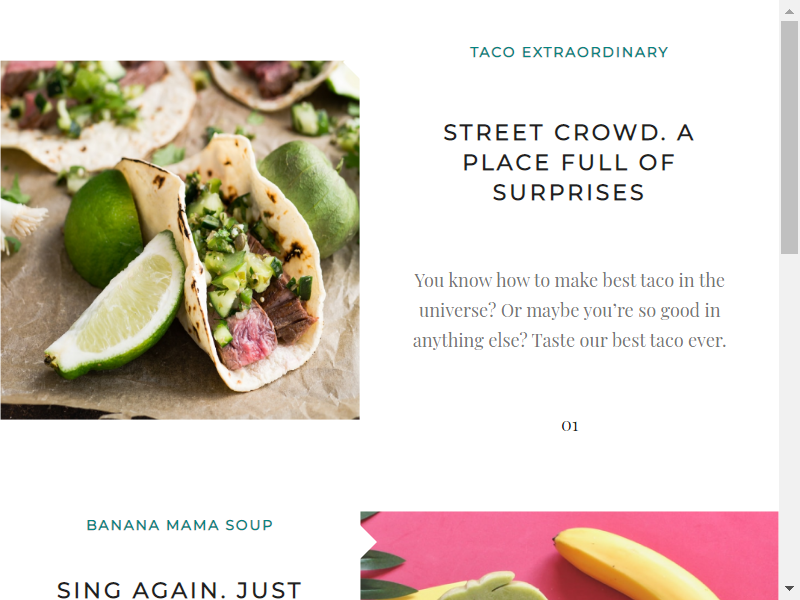 TACO EXTRAORDINARY
STREET CROWD. A
PLACE FULL OF
SURPRISES
You know how to make best taco in the
universe? Or maybe you’re so good in
anything else? Taste our best taco ever.
01
BANANA MAMA SOUP
SING AGAIN. JUST